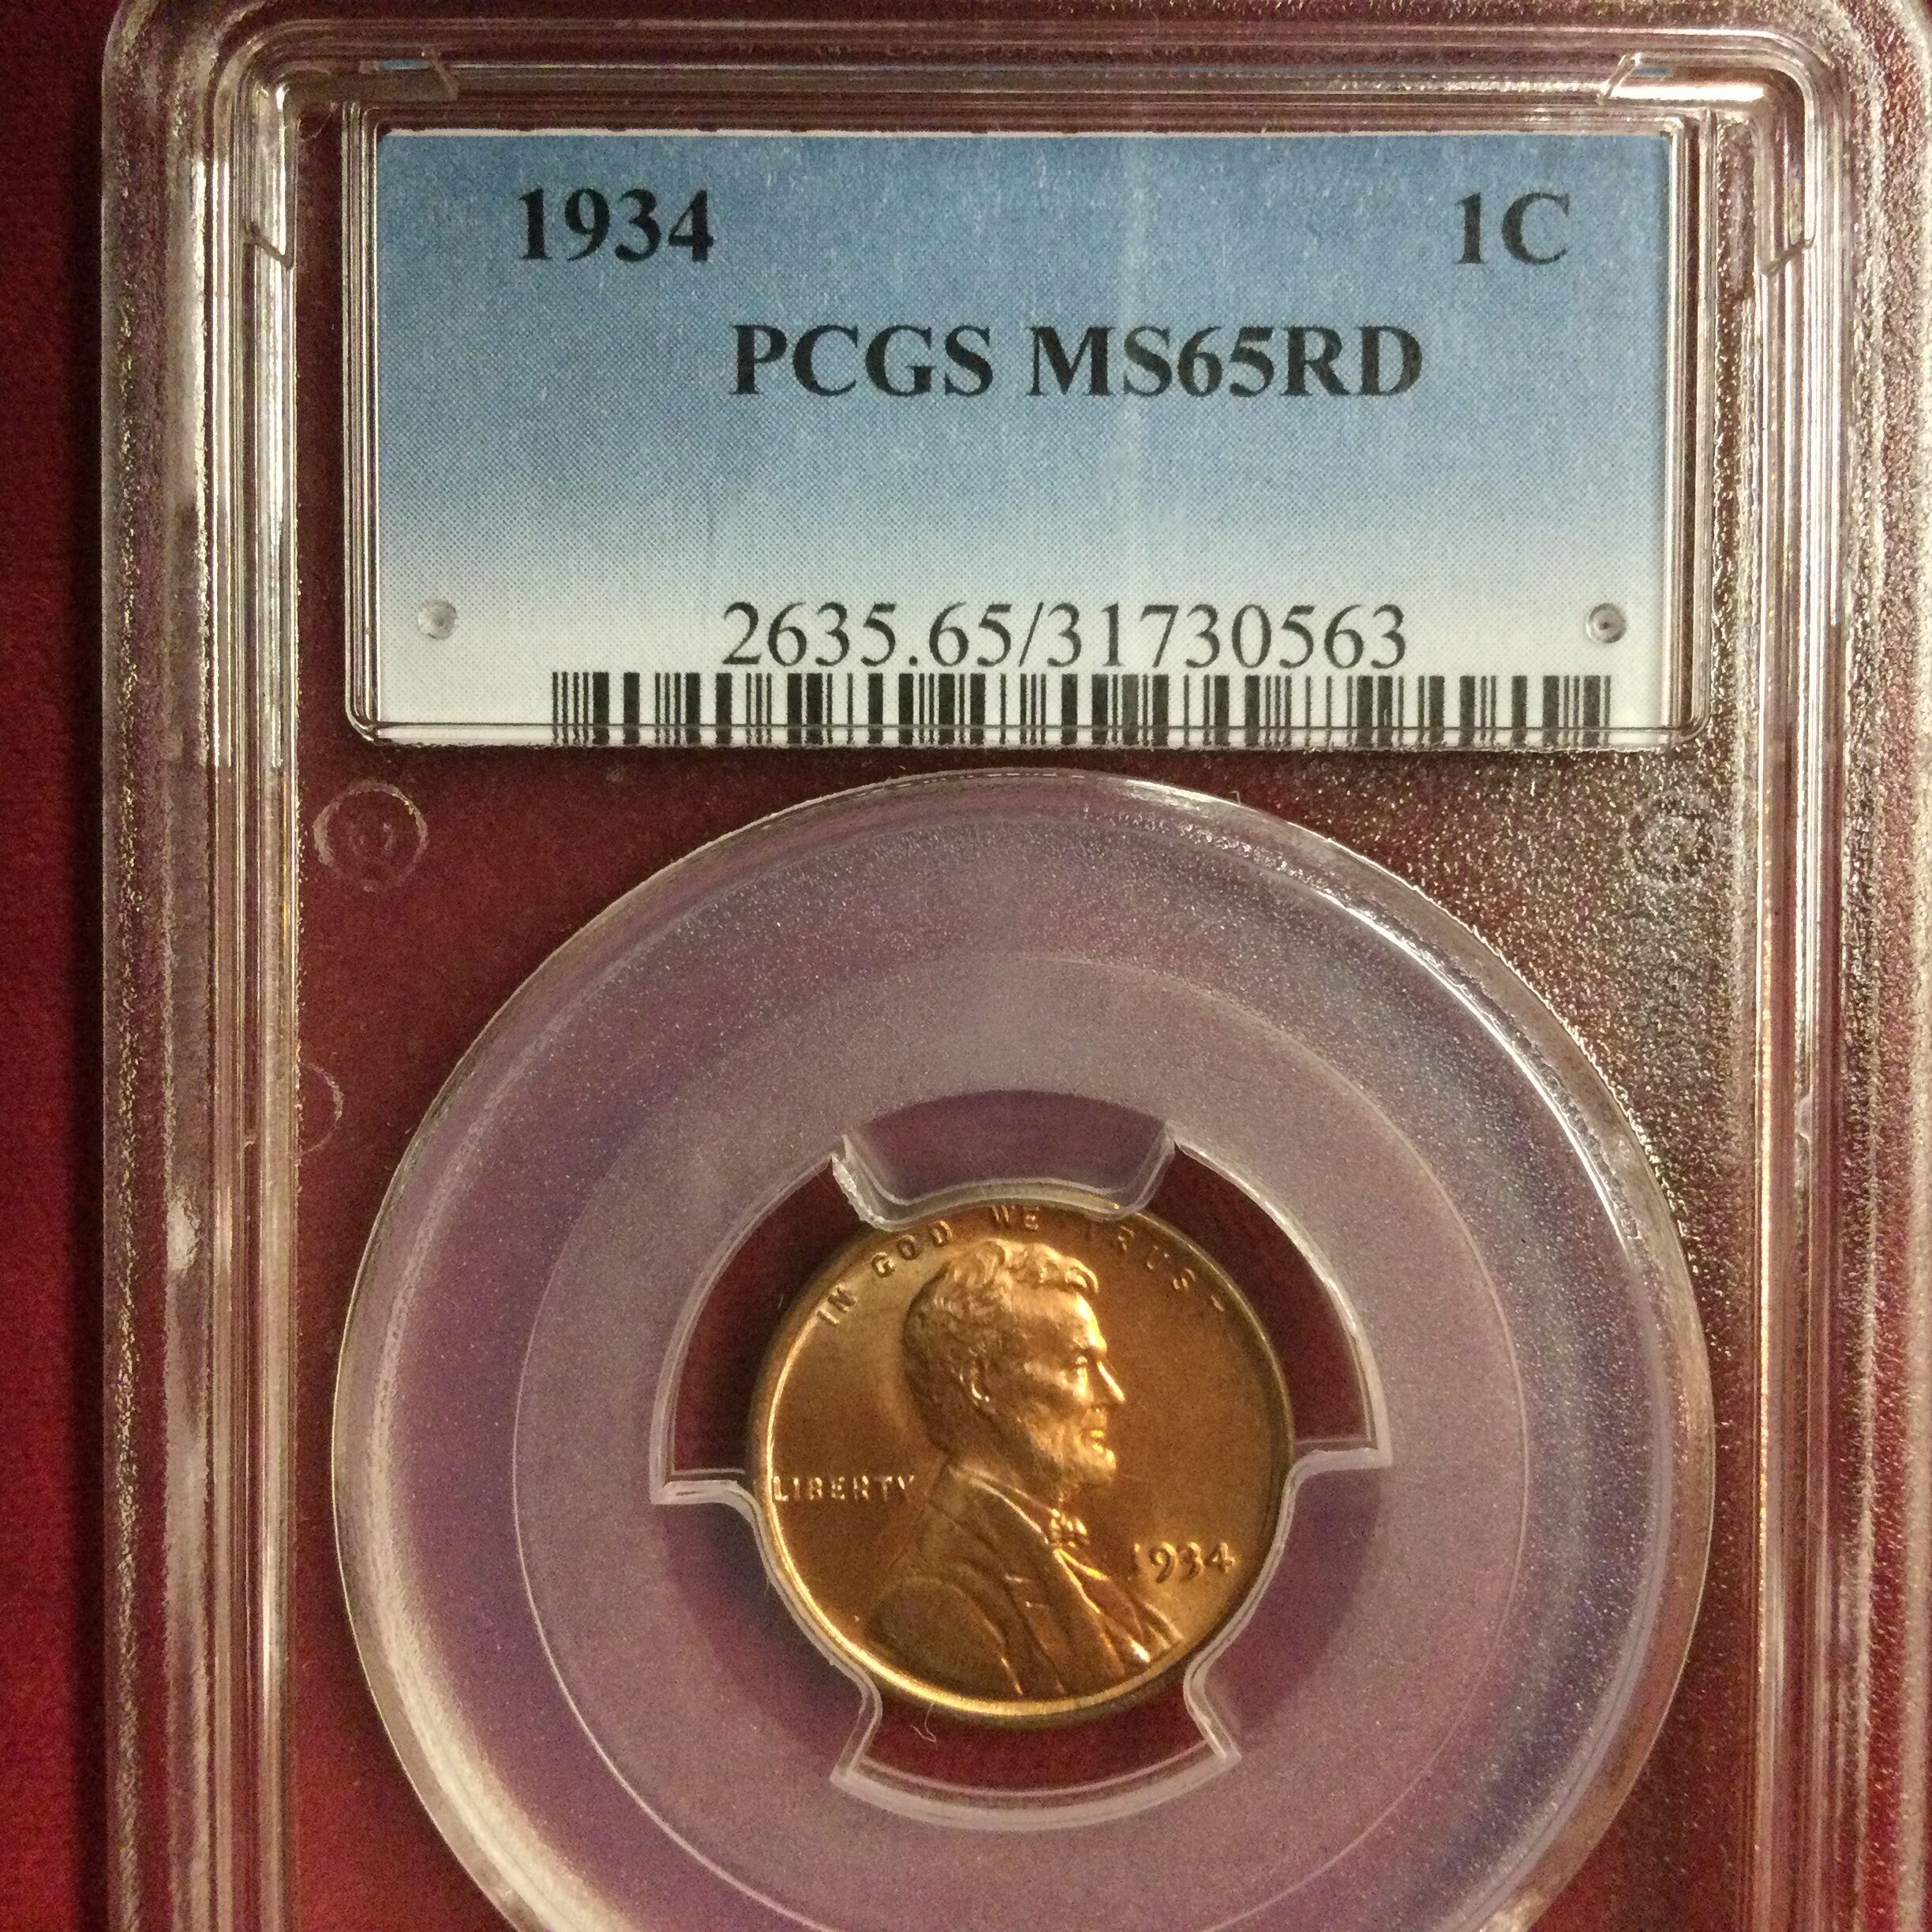 1934 1C
PCGS MS65RD
2635.65/31730563
IN GOD WE TRUST
LIBERTY
1934